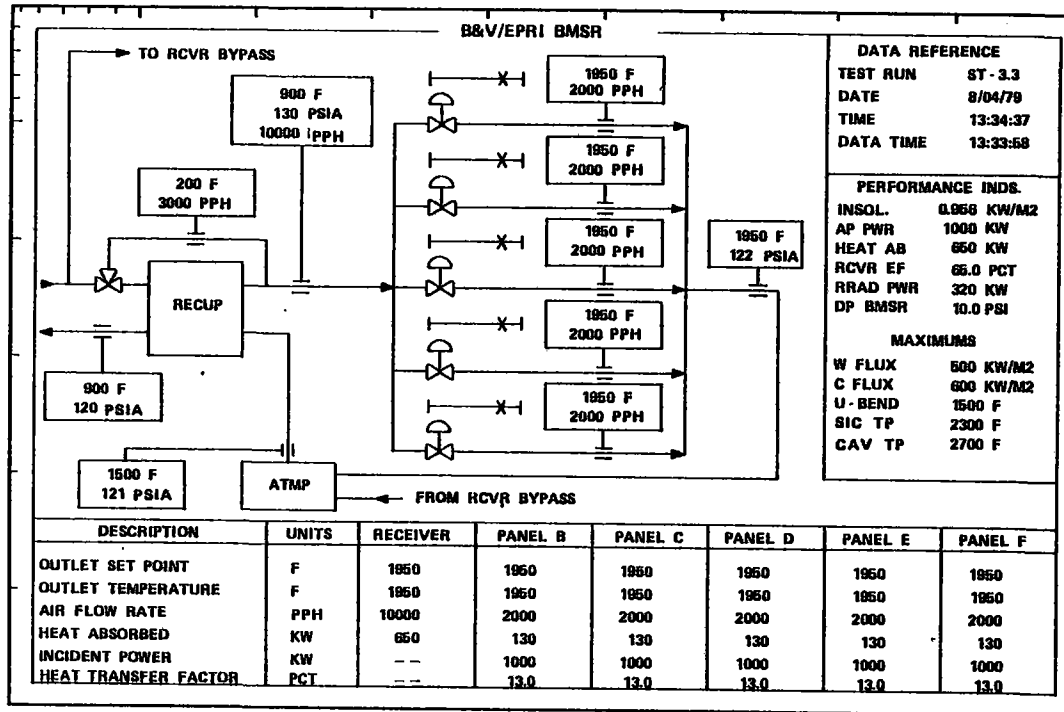 B&V/EPRI BMSR
TO RCVR BYPASS
900 F
130 PSIA
10000 PPH
200 F
3000 PPH
RECUP
900 F
120 PSIA
1500 F
121 PSIA
ATMP
FROM RCVR BYPASS
1950 F
2000 PPH
1950 F
2000 PPH
1950 F
2000 PPH
1950 F
2000 PPH
1950 F
2000 PPH
1950 F
122 PSIA
DATA REFERENCE
TEST RUN ST-3.3
DATE 8/04/79
TIME 13:34:37
DATA TIME 13:33:58
PERFORMANCE INDS.
INSOL. 0.956 KW/M2
AP PWR 1000 KW
HEAT AB 650 KW
RCVR EF 65.0 PCT
RRAD PWR 320 KW
DP BMSR 10.0 PSI
MAXIMUMS
W FLUX 500 KW/M2
C FLUX 600 KW/M2
U-BEND 1500 F
SIC TP 2300 F
CAV TP 2700 F
DESCRIPTION UNITS RECEIVER PANEL B PANEL C PANEL D PANEL E PANEL F
OUTLET SET POINT F 1950 1950 1950 1950 1950 1950
OUTLET TEMPERATURE F 1950 1950 1950 1950 1950 1950
AIR FLOW RATE PPH 10000 2000 2000 2000 2000 2000
HEAT ABSORBED KW 650 130 130 130 130 130
INCIDENT POWER KW -- 1000 1000 1000 1000 1000
HEAT TRANSFER FACTOR PCT -- 13.0 13.0 13.0 13.0 13.0